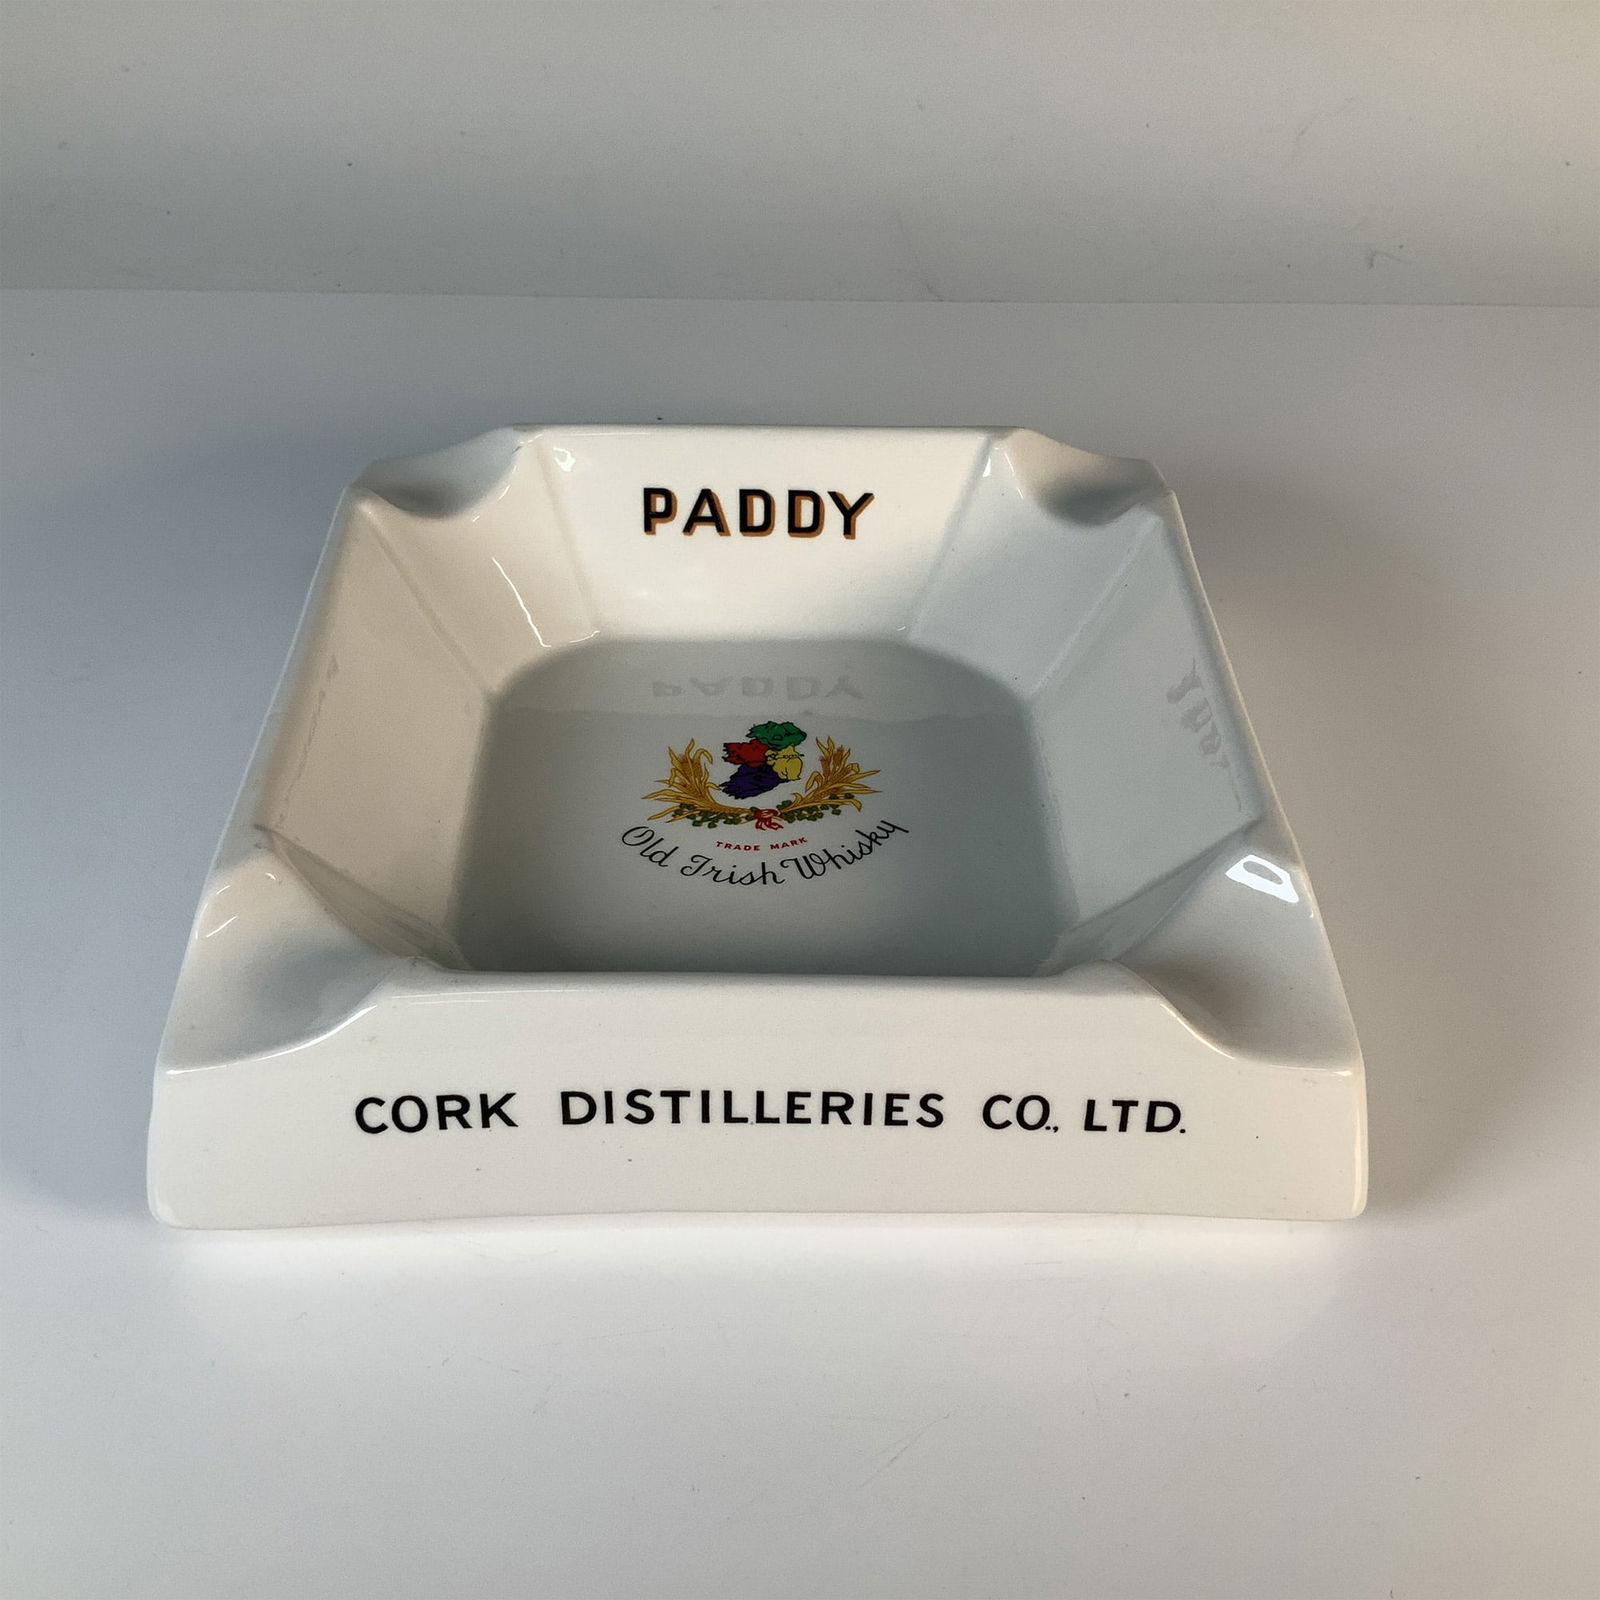 PADDY
TRADE MARK
Old Irish Whisky
CORK DISTILLERIES CO., LTD.